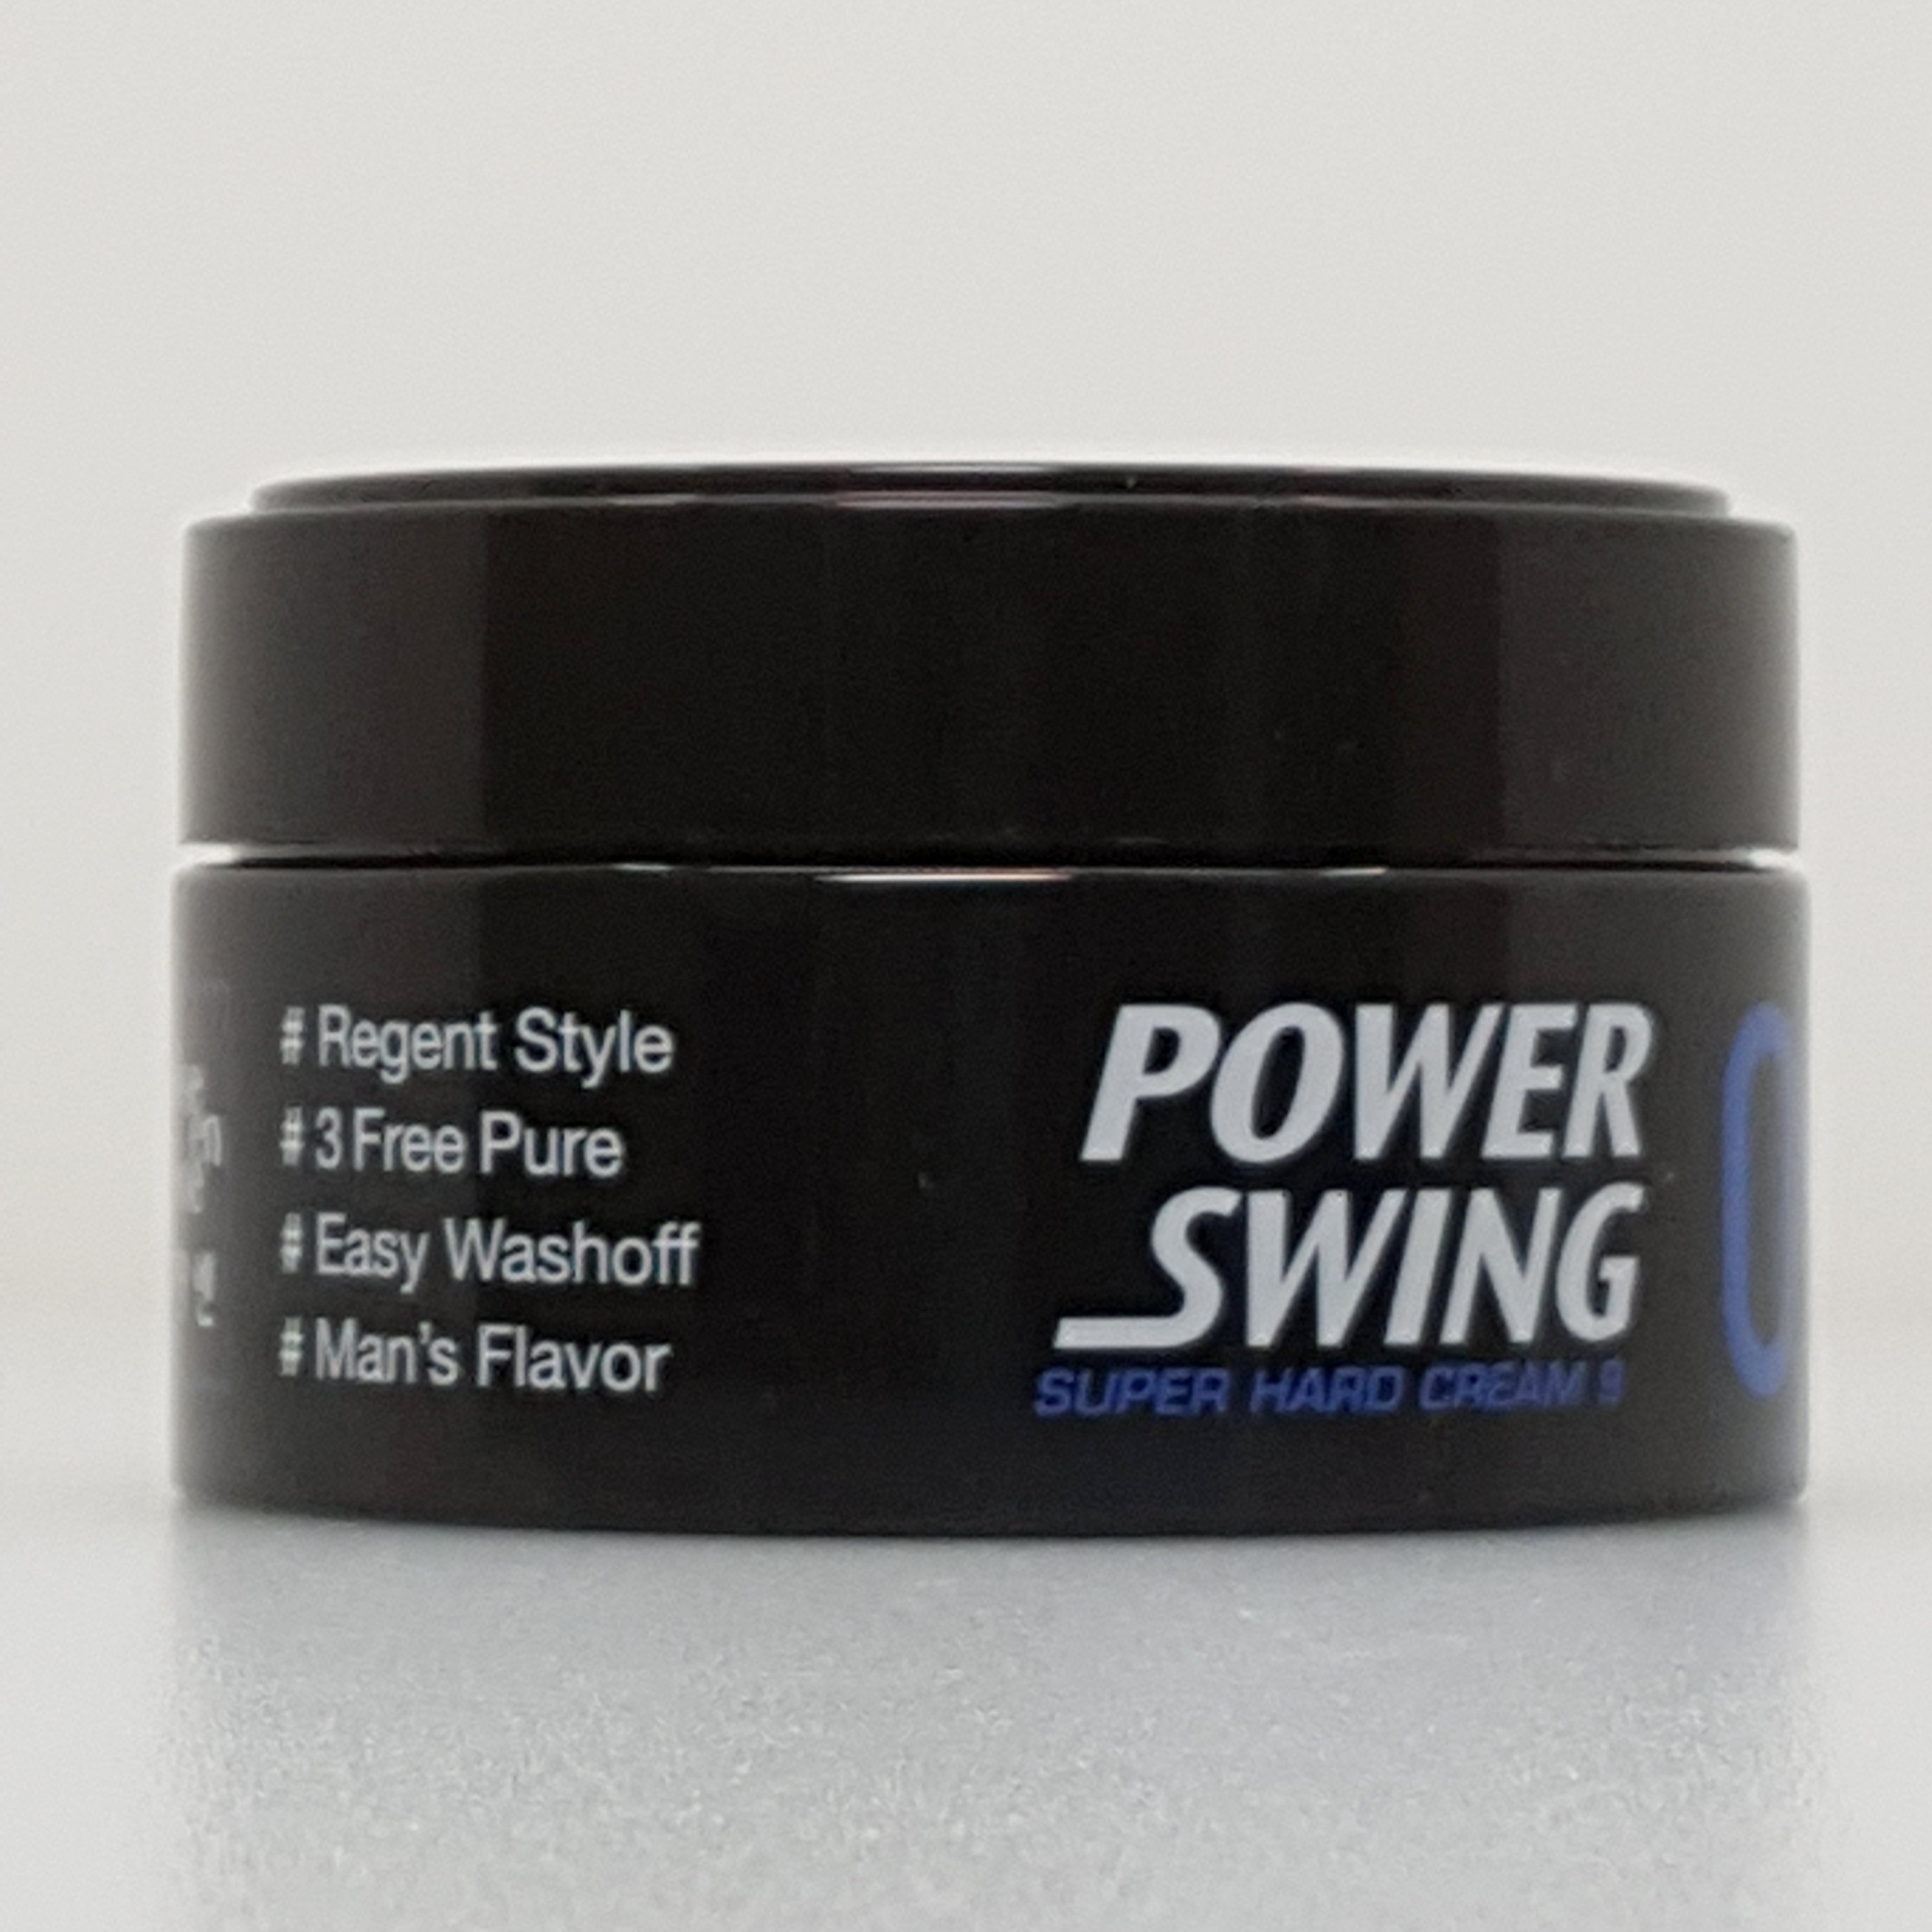 # Regent Style
# 3 Free Pure
# Easy Washoff
# Man's Flavor
POWER
SWING
SUPER HARD CREAM 9